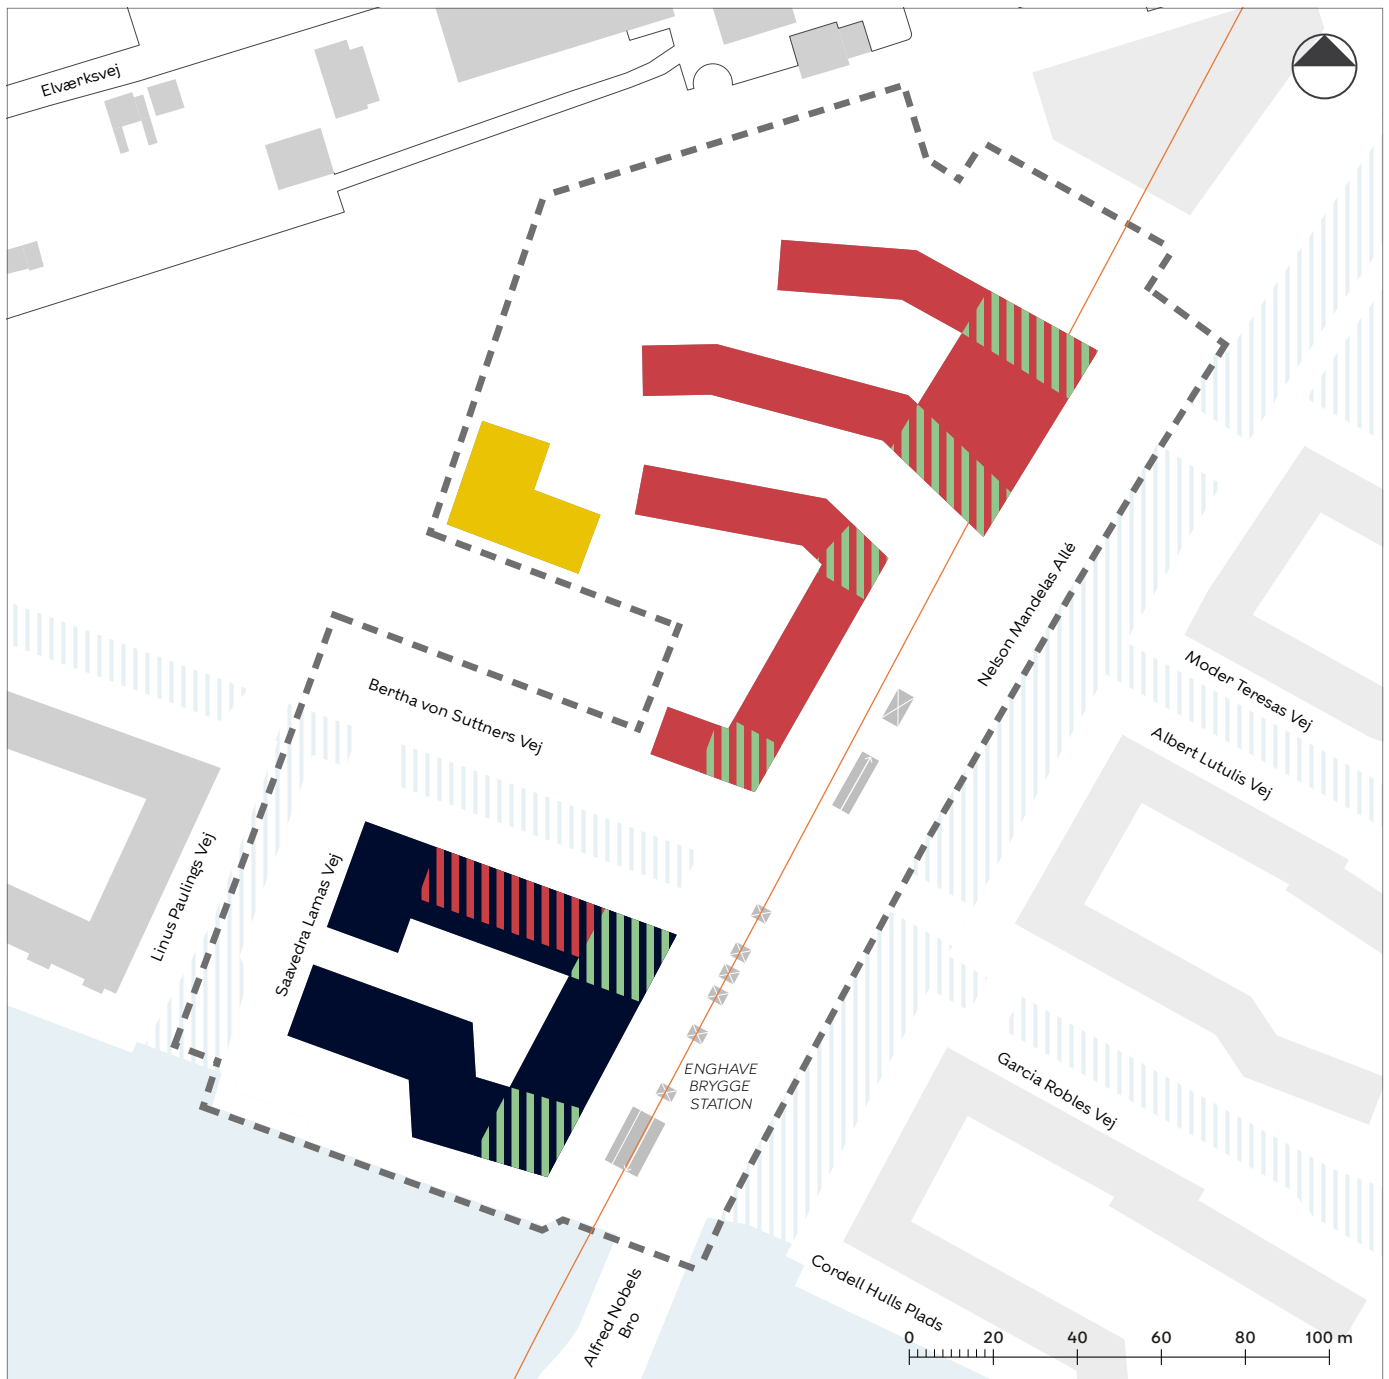 Elværksvej
Nelson Mandelas Allé
Moder Teresas Vej
Bertha von Suttners Vej
Albert Lutulis Vej
Linus Paulings Vej
Saavedra Lamas Vej
ENGHAVE
BRYGGE
STATION
Garcia Robles Vej
Cordell Hulls Plads
Alfred Nobels
Bro
0 20 40 60 80 100 m